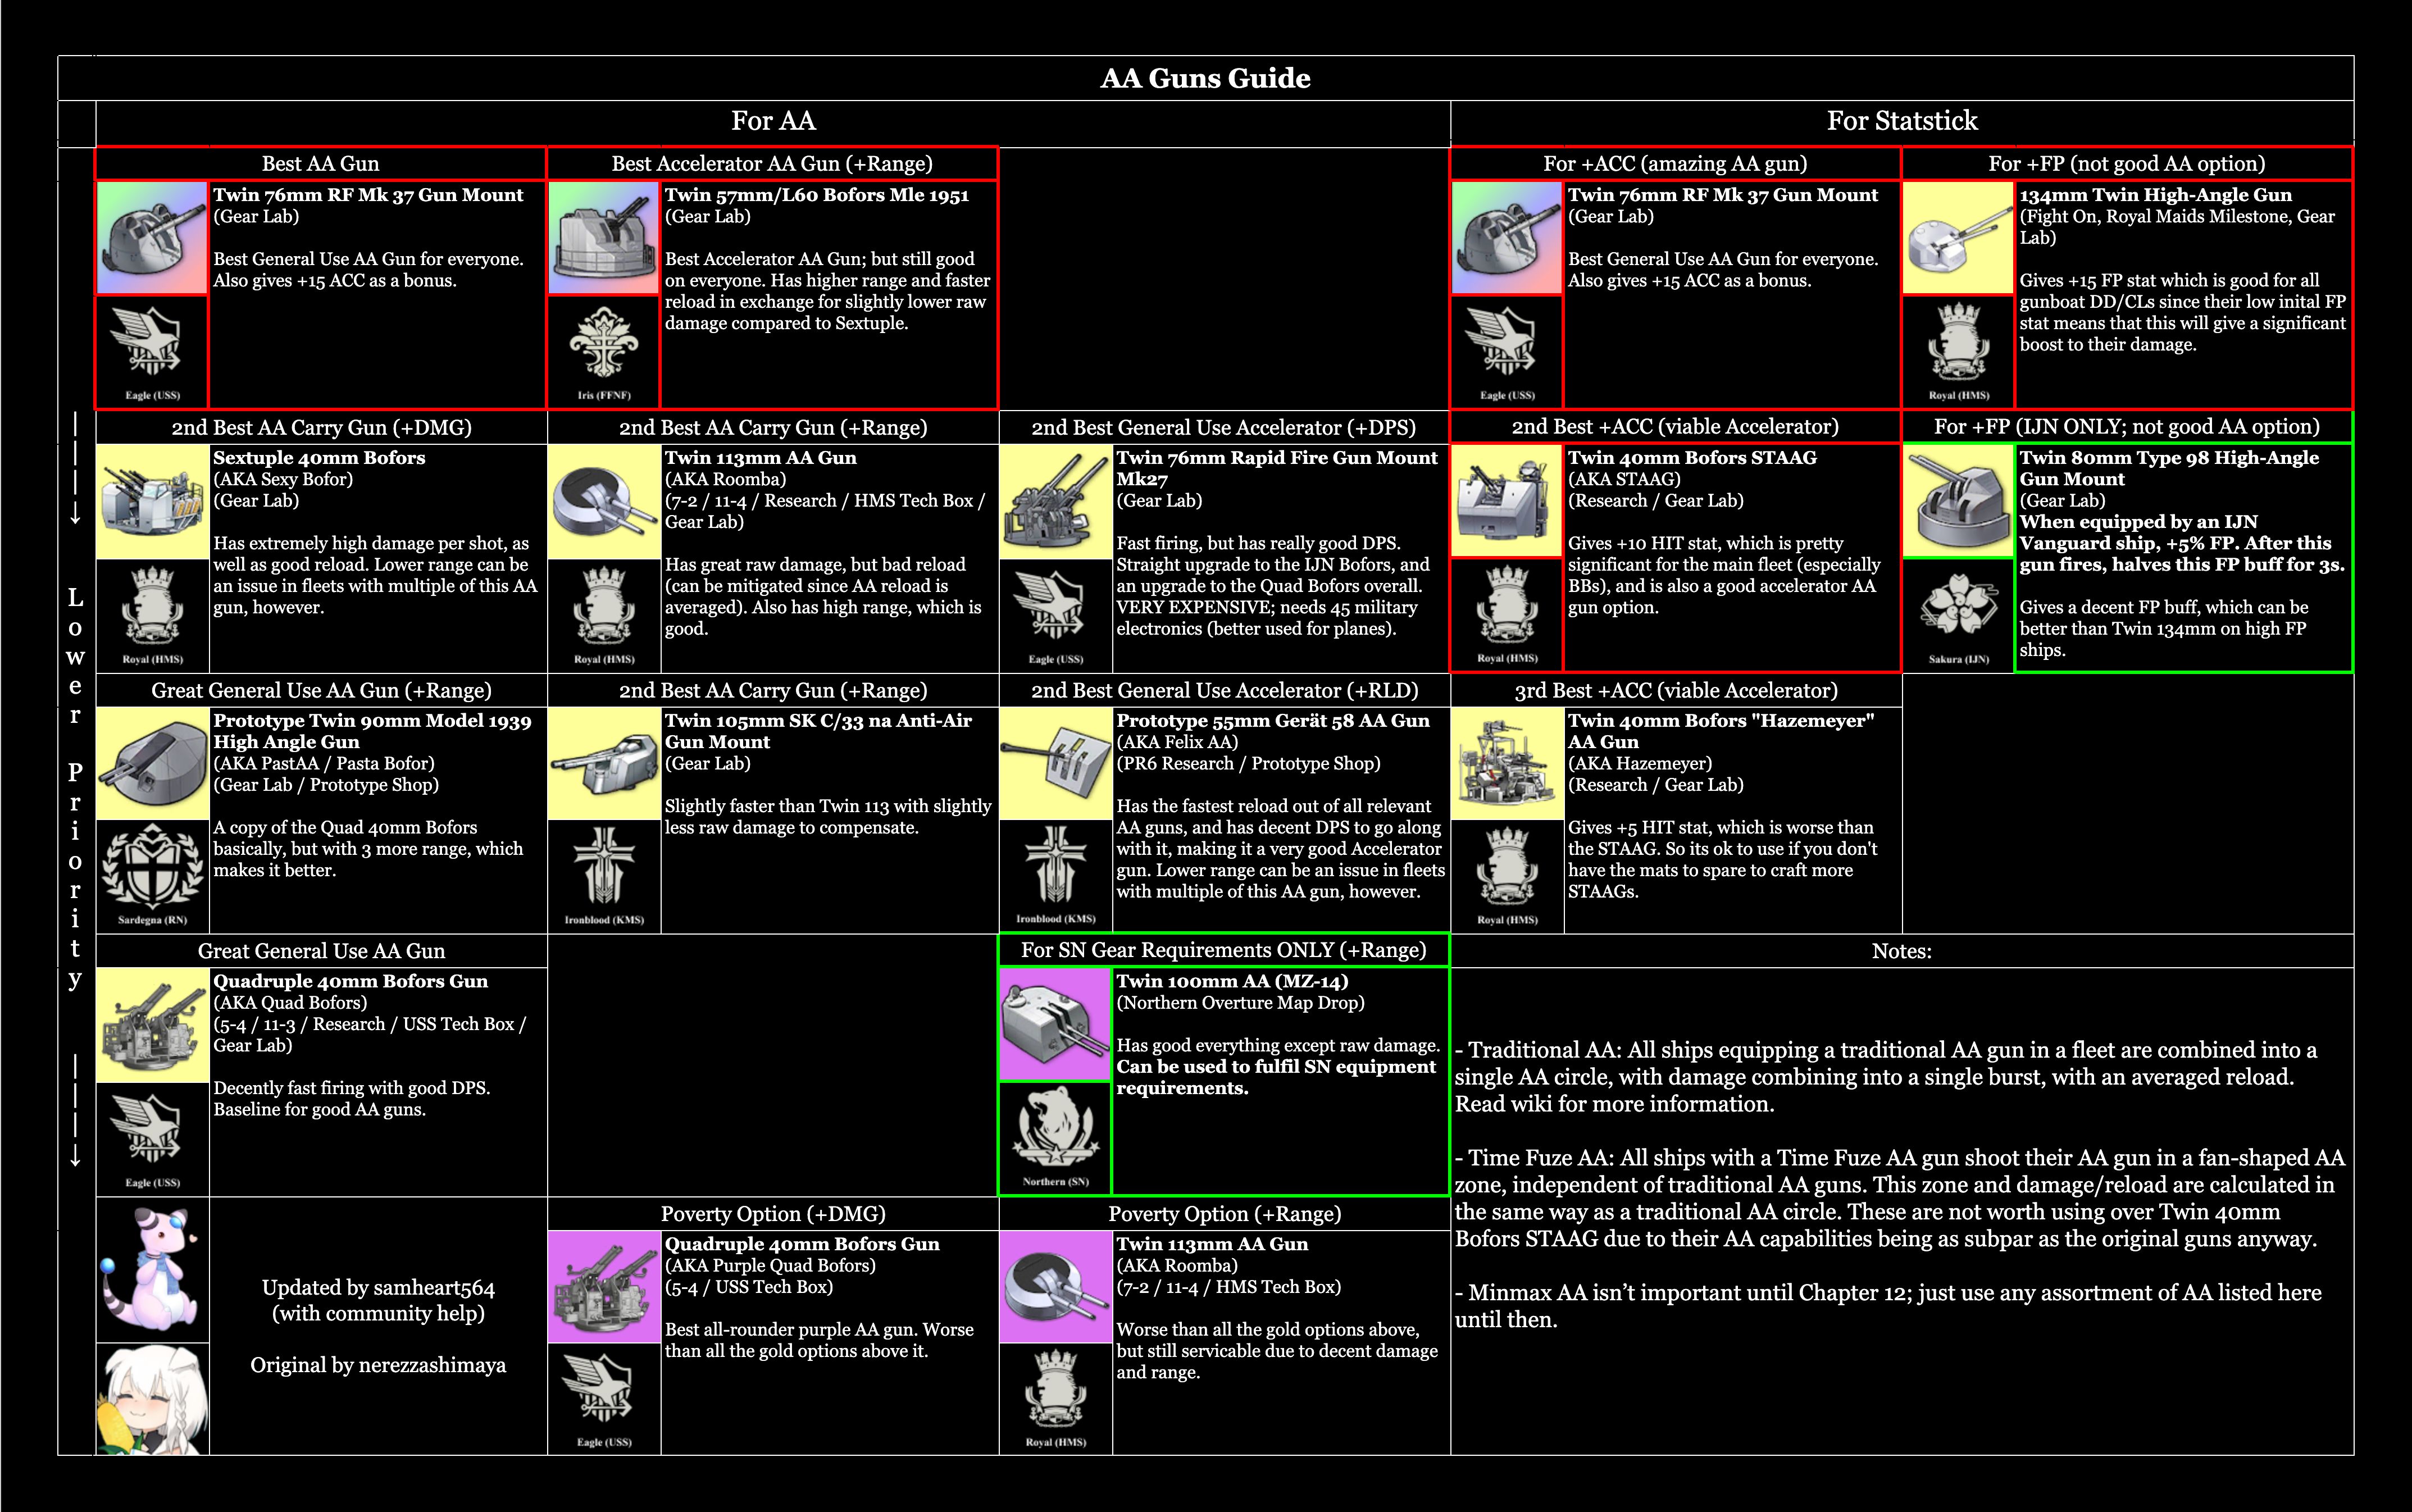 AA Guns Guide
For AA
For Statstick
Best AA Gun
Twin 76mm RF Mk 37 Gun Mount
(Gear Lab)
Best General Use AA Gun for everyone.
Also gives +15 ACC as a bonus.
Eagle (USS)
Best Accelerator AA Gun (+Range)
Twin 57mm/L60 Bofors Mle 1951
(Gear Lab)
Best Accelerator AA Gun; but still good
on everyone. Has higher range and faster
reload in exchange for slightly lower raw
damage compared to Sextuple.
Iris (FFNF)
For +ACC (amazing AA gun)
Twin 76mm RF Mk 37 Gun Mount
(Gear Lab)
Best General Use AA Gun for everyone.
Also gives +15 ACC as a bonus.
Eagle (USS)
For +FP (not good AA option)
134mm Twin High-Angle Gun
(Fight On, Royal Maids Milestone, Gear
Lab)
Gives +15 FP stat which is good for all
gunboat DD/CLs since their low inital FP
stat means that this will give a significant
boost to their damage.
Royal (HMS)
Lower Priority
2nd Best AA Carry Gun (+DMG)
Sextuple 40mm Bofors
(AKA Sexy Bofor)
(Gear Lab)
Has extremely high damage per shot, as
well as good reload. Lower range can be
an issue in fleets with multiple of this AA
gun, however.
Royal (HMS)
2nd Best AA Carry Gun (+Range)
Twin 113mm AA Gun
(AKA Roomba)
(7-2 / 11-4 / Research / HMS Tech Box /
Gear Lab)
Has great raw damage, but bad reload
(can be mitigated since AA reload is
averaged). Also has high range, which is
good.
Royal (HMS)
2nd Best General Use Accelerator (+DPS)
Twin 76mm Rapid Fire Gun Mount
Mk27
(Gear Lab)
Fast firing, but has really good DPS.
Straight upgrade to the IJN Bofors, and
an upgrade to the Quad Bofors overall.
VERY EXPENSIVE; needs 45 military
electronics (better used for planes).
Eagle (USS)
2nd Best +ACC (viable Accelerator)
Twin 40mm Bofors STAAG
(AKA STAAG)
(Research / Gear Lab)
Gives +10 HIT stat, which is pretty
significant for the main fleet (especially
BBs), and is also a good accelerator AA
gun option.
Royal (HMS)
For +FP (IJN ONLY; not good AA option)
Twin 80mm Type 98 High-Angle
Gun Mount
(Gear Lab)
When equipped by an IJN
Vanguard ship, +5% FP. After this
gun fires, halves this FP buff for 3s.
Gives a decent FP buff, which can be
better than Twin 134mm on high FP
ships.
Sakura (IJN)
Great General Use AA Gun (+Range)
Prototype Twin 90mm Model 1939
High Angle Gun
(AKA PastAA / Pasta Bofor)
(Gear Lab / Prototype Shop)
A copy of the Quad 40mm Bofors
basically, but with 3 more range, which
makes it better.
Sardegna (RN)
2nd Best AA Carry Gun (+Range)
Twin 105mm SK C/33 na Anti-Air
Gun Mount
(Gear Lab)
Slightly faster than Twin 113 with slightly
less raw damage to compensate.
Ironblood (KMS)
2nd Best General Use Accelerator (+RLD)
Prototype 55mm Gerät 58 AA Gun
(AKA Felix AA)
(PR6 Research / Prototype Shop)
Has the fastest reload out of all relevant
AA guns, and has decent DPS to go along
with it, making it a very good Accelerator
gun. Lower range can be an issue in fleets
with multiple of this AA gun, however.
Ironblood (KMS)
3rd Best +ACC (viable Accelerator)
Twin 40mm Bofors "Hazemeyer"
AA Gun
(AKA Hazemeyer)
(Research / Gear Lab)
Gives +5 HIT stat, which is worse than
the STAAG. So its ok to use if you don't
have the mats to spare to craft more
STAAGs.
Royal (HMS)
Great General Use AA Gun
Quadruple 40mm Bofors Gun
(AKA Quad Bofors)
(5-4 / 11-3 / Research / USS Tech Box /
Gear Lab)
Decently fast firing with good DPS.
Baseline for good AA guns.
Eagle (USS)
For SN Gear Requirements ONLY (+Range)
Twin 100mm AA (MZ-14)
(Northern Overture Map Drop)
Has good everything except raw damage.
Can be used to fulfil SN equipment
requirements.
Northern (SN)
Notes:
- Traditional AA: All ships equipping a traditional AA gun in a fleet are combined into a
single AA circle, with damage combining into a single burst, with an averaged reload.
Read wiki for more information.
- Time Fuze AA: All ships with a Time Fuze AA gun shoot their AA gun in a fan-shaped AA
zone, independent of traditional AA guns. This zone and damage/reload are calculated in
the same way as a traditional AA circle. These are not worth using over Twin 40mm
Bofors STAAG due to their AA capabilities being as subpar as the original guns anyway.
- Minmax AA isn’t important until Chapter 12; just use any assortment of AA listed here
until then.
Updated by samheart564
(with community help)
Original by nerezzashimaya
Poverty Option (+DMG)
Quadruple 40mm Bofors Gun
(AKA Purple Quad Bofors)
(5-4 / USS Tech Box)
Best all-rounder purple AA gun. Worse
than all the gold options above it.
Eagle (USS)
Poverty Option (+Range)
Twin 113mm AA Gun
(AKA Roomba)
(7-2 / 11-4 / HMS Tech Box)
Worse than all the gold options above,
but still servicable due to decent damage
and range.
Royal (HMS)